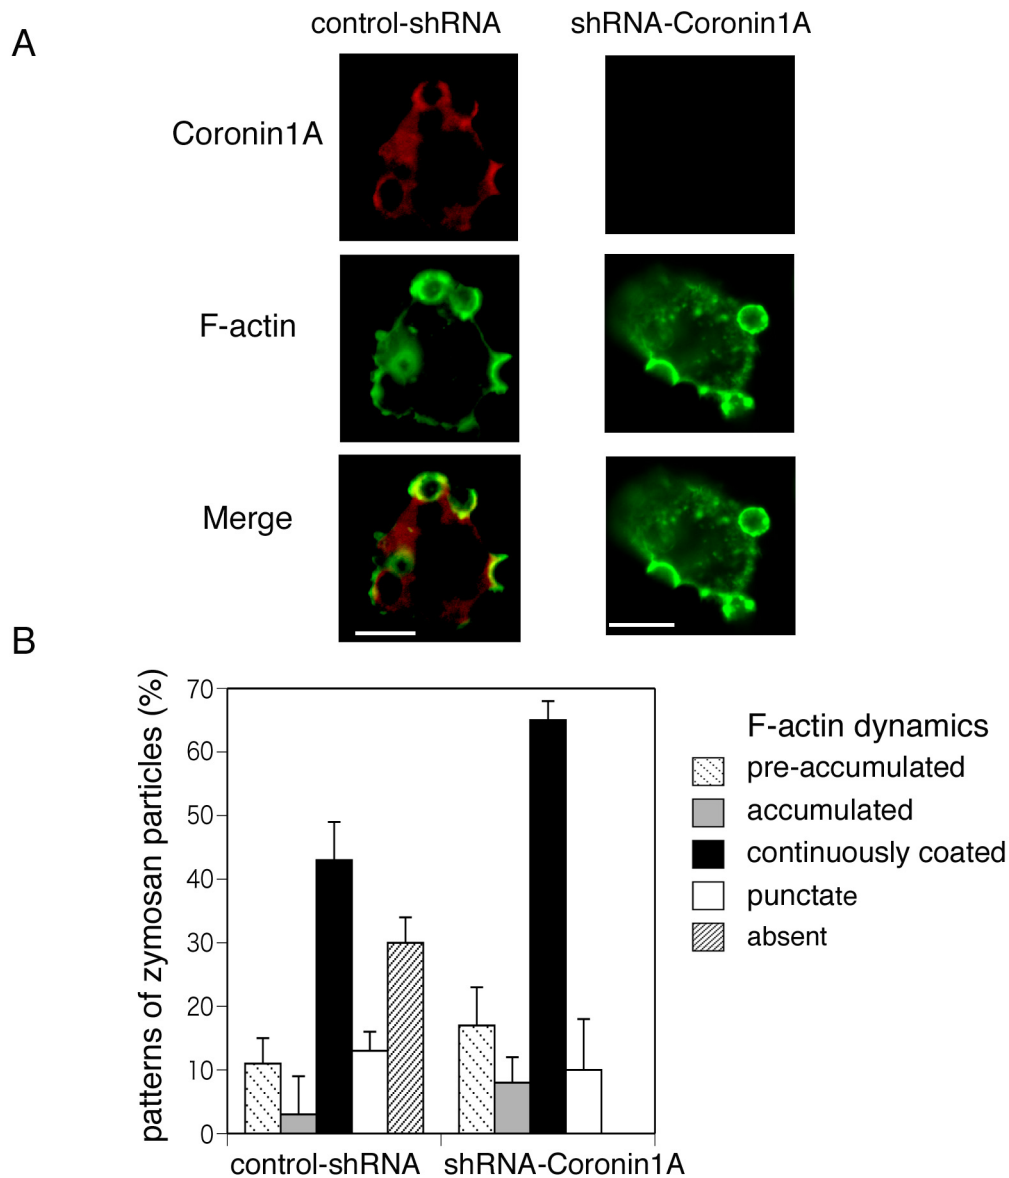 A
control-shRNA
shRNA-Coronin1A
Coronin1A
F-actin
Merge
B
patterns of zymosan particles (%)
70
60
50
40
30
20
10
0
control-shRNA
shRNA-Coronin1A
F-actin dynamics
pre-accumulated
accumulated
continuously coated
punctate
absent